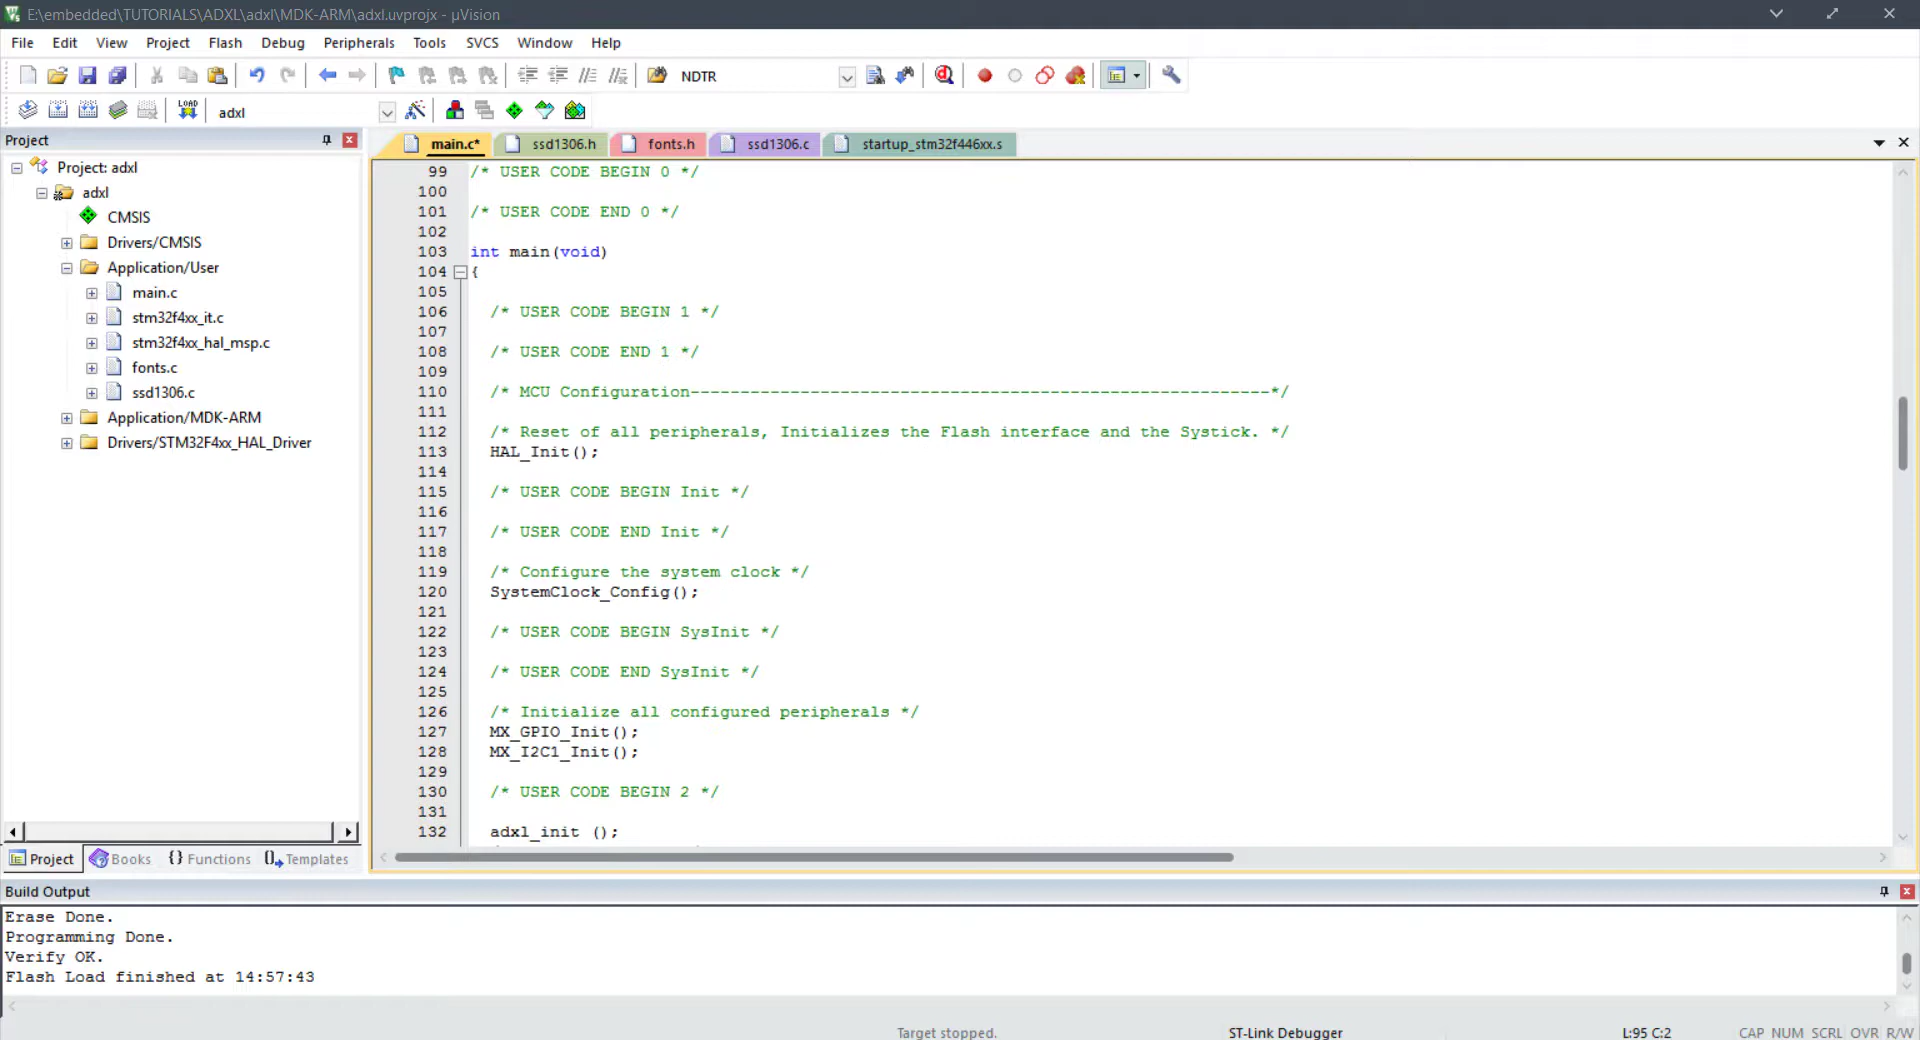 E:\embedded\TUTORIALS\ADXL\adxl\MDK-ARM\adxl.uvprojx - µVision
File Edit View Project Flash Debug Peripherals Tools SVCS Window Help
NDTR
LOAD adxl
Project
main.c* ssd1306.h fonts.h ssd1306.c startup_stm32f446xx.s
Project: adxl
adxl
CMSIS
Drivers/CMSIS
Application/User
main.c
stm32f4xx_it.c
stm32f4xx_hal_msp.c
fonts.c
ssd1306.c
Application/MDK-ARM
Drivers/STM32F4xx_HAL_Driver
Project Books {} Functions Templates
99 /* USER CODE BEGIN 0 */
100
101 /* USER CODE END 0 */
102
103 int main(void)
104 {
105
106 /* USER CODE BEGIN 1 */
107
108 /* USER CODE END 1 */
109
110 /* MCU Configuration----------------------------------------------------------*/
111
112 /* Reset of all peripherals, Initializes the Flash interface and the Systick. */
113 HAL_Init();
114
115 /* USER CODE BEGIN Init */
116
117 /* USER CODE END Init */
118
119 /* Configure the system clock */
120 SystemClock_Config();
121
122 /* USER CODE BEGIN SysInit */
123
124 /* USER CODE END SysInit */
125
126 /* Initialize all configured peripherals */
127 MX_GPIO_Init();
128 MX_I2C1_Init();
129
130 /* USER CODE BEGIN 2 */
131
132 adxl_init ();
Build Output
Erase Done.
Programming Done.
Verify OK.
Flash Load finished at 14:57:43
Target stopped. ST-Link Debugger L:95 C:2 CAP NUM SCRL OVR R/W